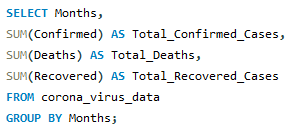 SELECT Months,
SUM(Confirmed) AS Total_Confirmed_Cases,
SUM(Deaths) AS Total_Deaths,
SUM(Recovered) AS Total_Recovered_Cases
FROM corona_virus_data
GROUP BY Months;